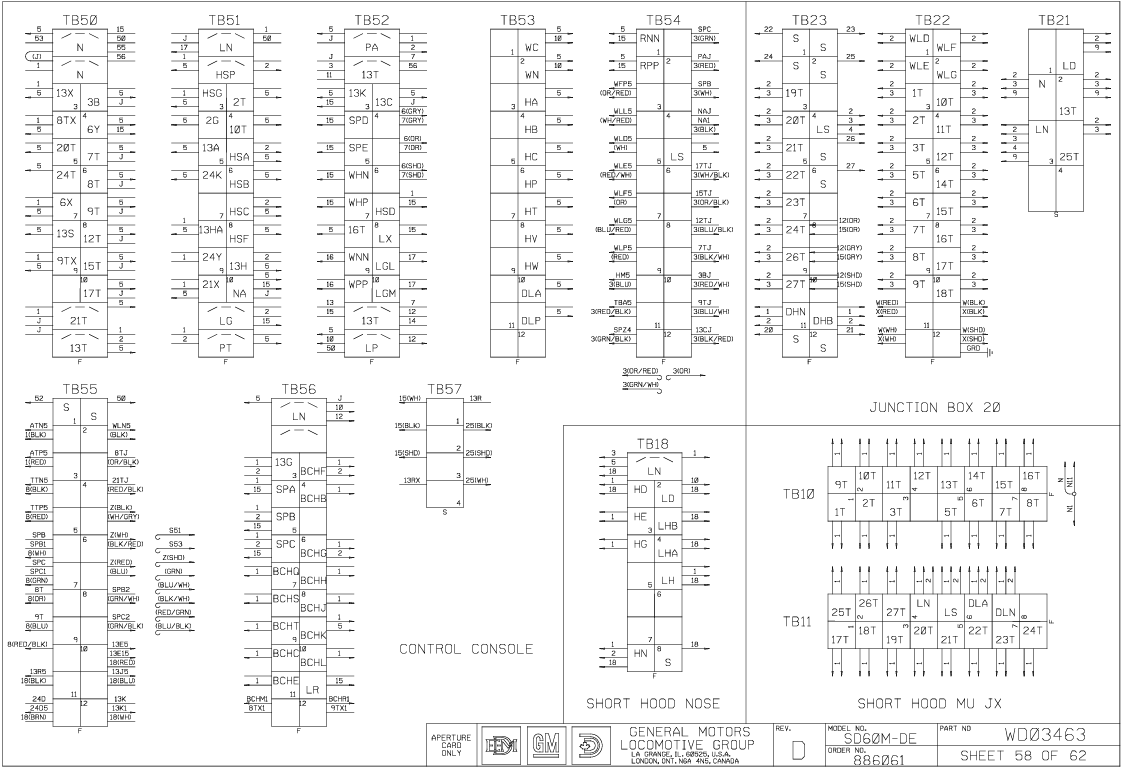 TB50
5 15
53 N 50
55
(J) 56
1 N 1
1 13X 5
5 3B J
1 8TX 15
5 6Y 5
5 20T 5
7T J
5 24T 5
8T J
1 6X 5
5 9T J
5 13S 5
12T J
1 9TX 5
6 15T J
17T 5
5
1
J 21T
J 2
1 13T 6
F
TB51
J 1
17 LN 50
1 2
5 HSP 5
1 HSG 5
5 2T J
5 2G 15
10T 5
5 13A 2
HSA 5
5 24K 2
HSB 5
HSC 2
1 5
5 13HA 2
HSF 5
1 24Y 2
5 13H 5
6
1 21X 1
5 NA J
LG 2
15
2 PT 1
F
TB52
5 1
J PA 2
7
3 56
11 13T
15 13K 5
13C J
15 SPD 6(GRY)
7(GRY)
15 SPE 6(OR)
7(OR)
15 WHN 6(SHD)
7(SHD)
15 WHP 1
HSD 15
15 16T 1
LX
16 WNN 1
LGL
16 WPP 1
LGM
7
3 12
11 13T 14
5
10 LP 12
50
F
TB53
WC 5
10
WN 5
10
HA 5
HB 5
HC 5
HP 5
HT 5
HV 5
HW 5
DLA 5
DLP 5
F
TB54
5 RNN SPC
15 3(GRN)
5 RPP PAJ
15 3(RED)
WFP5 SPB
(OR/RED) 3(WH)
WLL5 NAJ
(WH/RED) NA1
3(BLK)
WLD5 5
(WH) LS
WLE5 17TJ
(RED/WH) 3(WH/BLK)
WLF5 15TJ
(OR) 3(OR/BLK)
WLG5 12TJ
(BLU/RED) 3(BLU/BLK)
WLP5 7TJ
(RED) 3(BLK/WH)
HM5 3BJ
3(BLU) 3(RED/WH)
TBA5 9TJ
3(RED/BLK) 3(BLU/WH)
SPZ4 13CJ
3(GRN/BLK) 3(BLK/RED)
F
3(OR/RED) 3(OR)
3(GRN/WH)
TB23
22 S 23
24 S S 25
2 19T
3
2 20T 2
3 LS 3
4
2 21T 26
3 S
2 22T 27
3 S
2 23T
3
2 24T 12(OR)
3 15(OR)
2 26T 12(GRY)
3 15(GRY)
2 27T 12(SHD)
3 15(SHD)
1 DHN 1
2 DHB 2
20 S S 21
F
TB22
2 WLD WLF 2
2 WLE WLG 2
2 1T 10T 2
3 3
2 2T 11T 2
3 3
2 3T 12T 2
3 3
2 5T 14T 2
3 3
2 6T 15T 2
3 3
2 7T 16T 2
3 3
2 8T 17T 2
3 3
2 9T 18T 2
3 3
W(RED) W(BLK)
X(RED) X(BLK)
W(WH) W(SHD)
X(WH) X(SHD)
GRD
F
TB21
2
LD 9
2 N 2
3 3
9 13T 9
2 LN 2
3 3
4
9 25T
S
JUNCTION BOX 20
TB55
52 S S 50
ATN5 WLN5
1(BLK) (BLK)
ATP5 8TJ
1(RED) (OR/BLK)
TTN5 21TJ
8(BLK) (RED/BLK)
TTP5 Z(BLK)
8(RED) (WH/GRY)
SPB Z(WH)
SPB1 (BLK/RED)
8(WH)
SPC Z(RED)
SPC1 (BLU)
8(GRN)
8T SPB2
8(OR) (GRN/WH)
9T SPC2
8(BLU) (GRN/BLK)
8(RED/BLK) 13E5
13E15
18(RED)
13R5 13J5
18(BLK) 18(BLU)
24D 13K
24D5 13K1
18(BRN) 18(WH)
F
S51
S53
Z(SHD)
(GRN)
(BLU/WH)
(BLK/WH)
(RED/GRN)
(BLU/BLK)
TB56
5 J
LN 10
12
1 13G BCHF 2
1 SPA 1
15 BCHB
1 SPB
2
15
1 SPC 1
2 BCHG 2
15
1 BCHQ BCHH 1
1 BCHS BCHJ 1
1 BCHT 1
BCHK 5
1 BCHC BCHL 1
1 BCHE 15
LR
BCHM1 BCHR1
8TX1 9TX1
F
TB57
15(WH) 13R
15(BLK) 25(BLK)
15(SHD) 25(SHD)
13RX 25(WH)
S
CONTROL CONSOLE
TB18
3 1
5 LN
18
1 HD 10
18 LD 18
1 HE
LHB 18
1 HG
LHA 18
LH 1
18
1 HN 18
2 S
18
F
SHORT HOOD NOSE
TB10
9T 10T 11T 12T 13T 14T 15T 16T
1T 2T 3T 5T 6T 7T 8T
F
N N11
N1
TB11
25T 26T 27T LN LS DLA DLN
17T 18T 19T 20T 21T 22T 23T 24T
F
SHORT HOOD MU JX
APERTURE
CARD
ONLY
EM
GM
D
GENERAL MOTORS
LOCOMOTIVE GROUP
LA GRANGE, IL. 60525, U.S.A.
LONDON, ONT. N6A 4N5, CANADA
REV.
D
MODEL NO.
SD60M-DE
ORDER NO.
886061
PART NO
WD03463
SHEET 58 OF 62